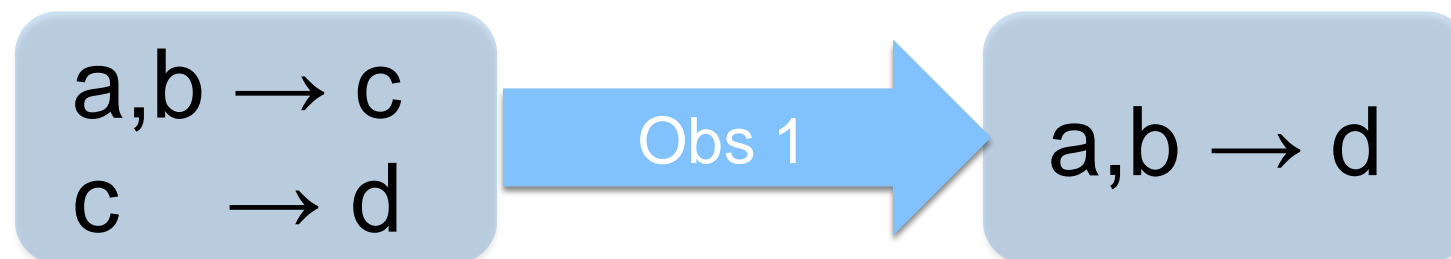 a,b → c
c → d
Obs 1
a,b → d